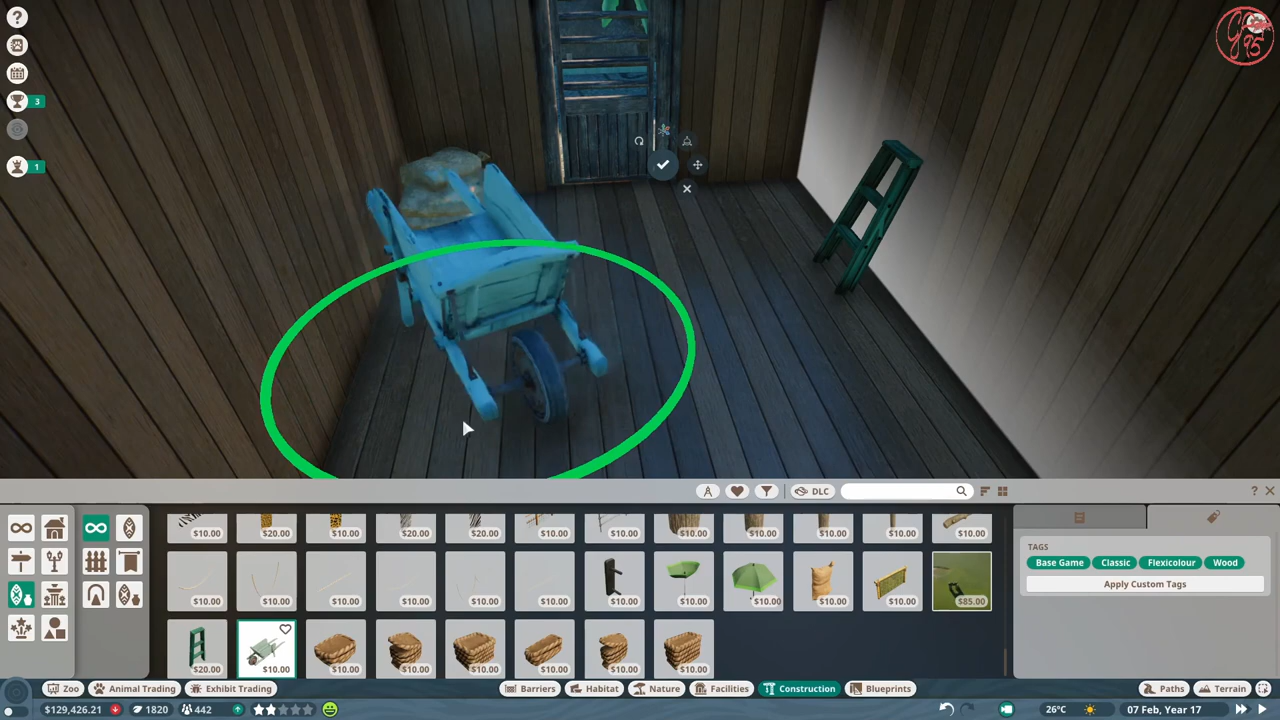 ?
G
95
3
1
DLC
? ×
$10.00 $20.00 $10.00 $20.00 $20.00 $10.00 $10.00 $10.00 $10.00 $10.00 $10.00 $10.00
$10.00 $10.00 $10.00 $10.00 $10.00 $10.00 $10.00 $10.00 $10.00 $10.00 $10.00 $85.00
$20.00 $10.00 $10.00 $10.00 $10.00 $10.00 $10.00 $10.00
TAGS
Base Game Classic Flexicolour Wood
Apply Custom Tags
Zoo Animal Trading Exhibit Trading Barriers Habitat Nature Facilities Construction Blueprints Paths Terrain
$129,426.21 1820 442 26°C 07 Feb, Year 17